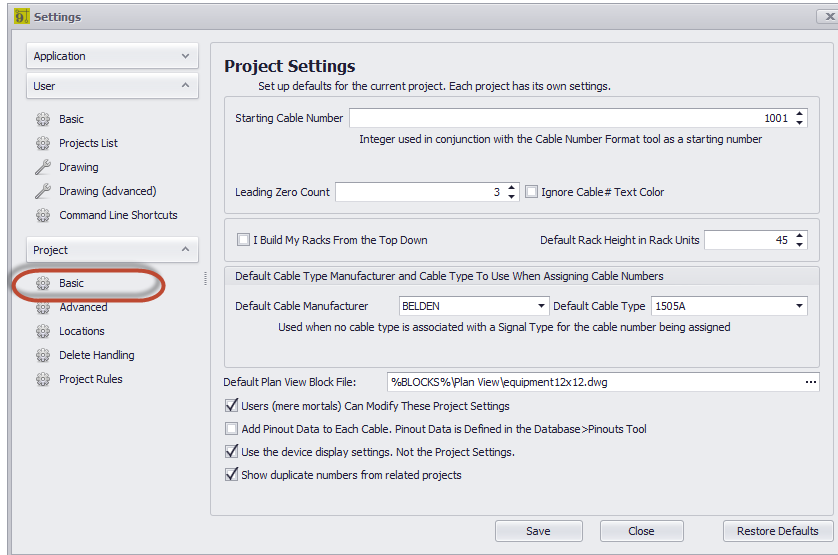 Settings
Application
User
Basic
Projects List
Drawing
Drawing (advanced)
Command Line Shortcuts
Project
Basic
Advanced
Locations
Delete Handling
Project Rules
Project Settings
Set up defaults for the current project. Each project has its own settings.
Starting Cable Number 1001
Integer used in conjunction with the Cable Number Format tool as a starting number
Leading Zero Count 3 Ignore Cable# Text Color
I Build My Racks From the Top Down Default Rack Height in Rack Units 45
Default Cable Type Manufacturer and Cable Type To Use When Assigning Cable Numbers
Default Cable Manufacturer BELDEN Default Cable Type 1505A
Used when no cable type is associated with a Signal Type for the cable number being assigned
Default Plan View Block File: %BLOCKS%\Plan View\equipment12x12.dwg ...
Users (mere mortals) Can Modify These Project Settings
Add Pinout Data to Each Cable. Pinout Data is Defined in the Database>Pinouts Tool
Use the device display settings. Not the Project Settings.
Show duplicate numbers from related projects
Save Close Restore Defaults